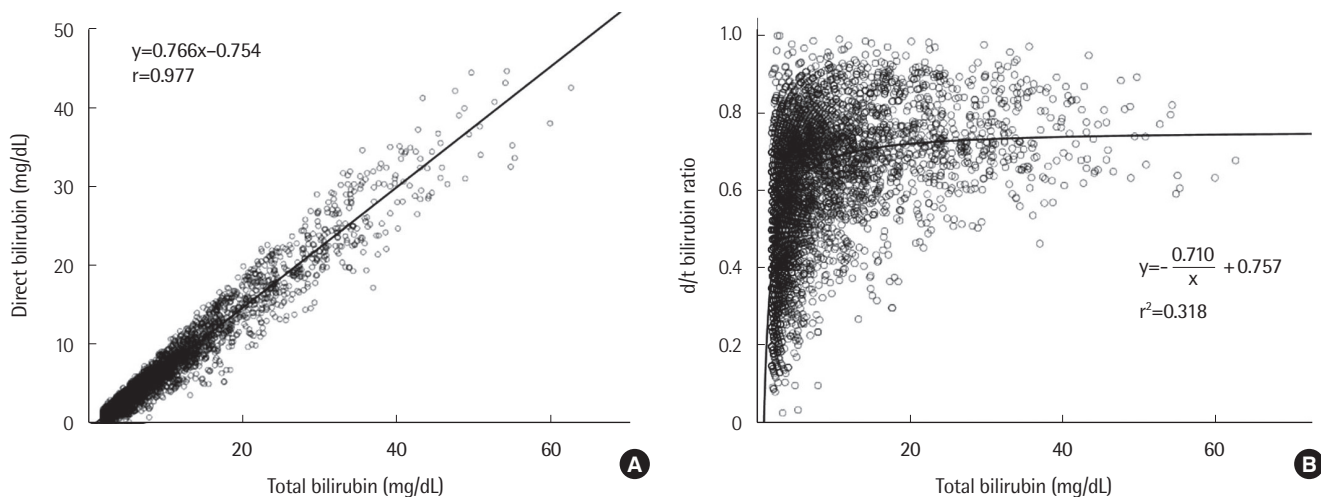 50
40
30
20
10
0
Direct bilirubin (mg/dL)
y=0.766x–0.754
r=0.977
20
40
60
Total bilirubin (mg/dL)
A
1.0
0.8
0.6
0.4
0.2
0
d/t bilirubin ratio
y=- 0.710/x +0.757
r²=0.318
20
40
60
Total bilirubin (mg/dL)
B